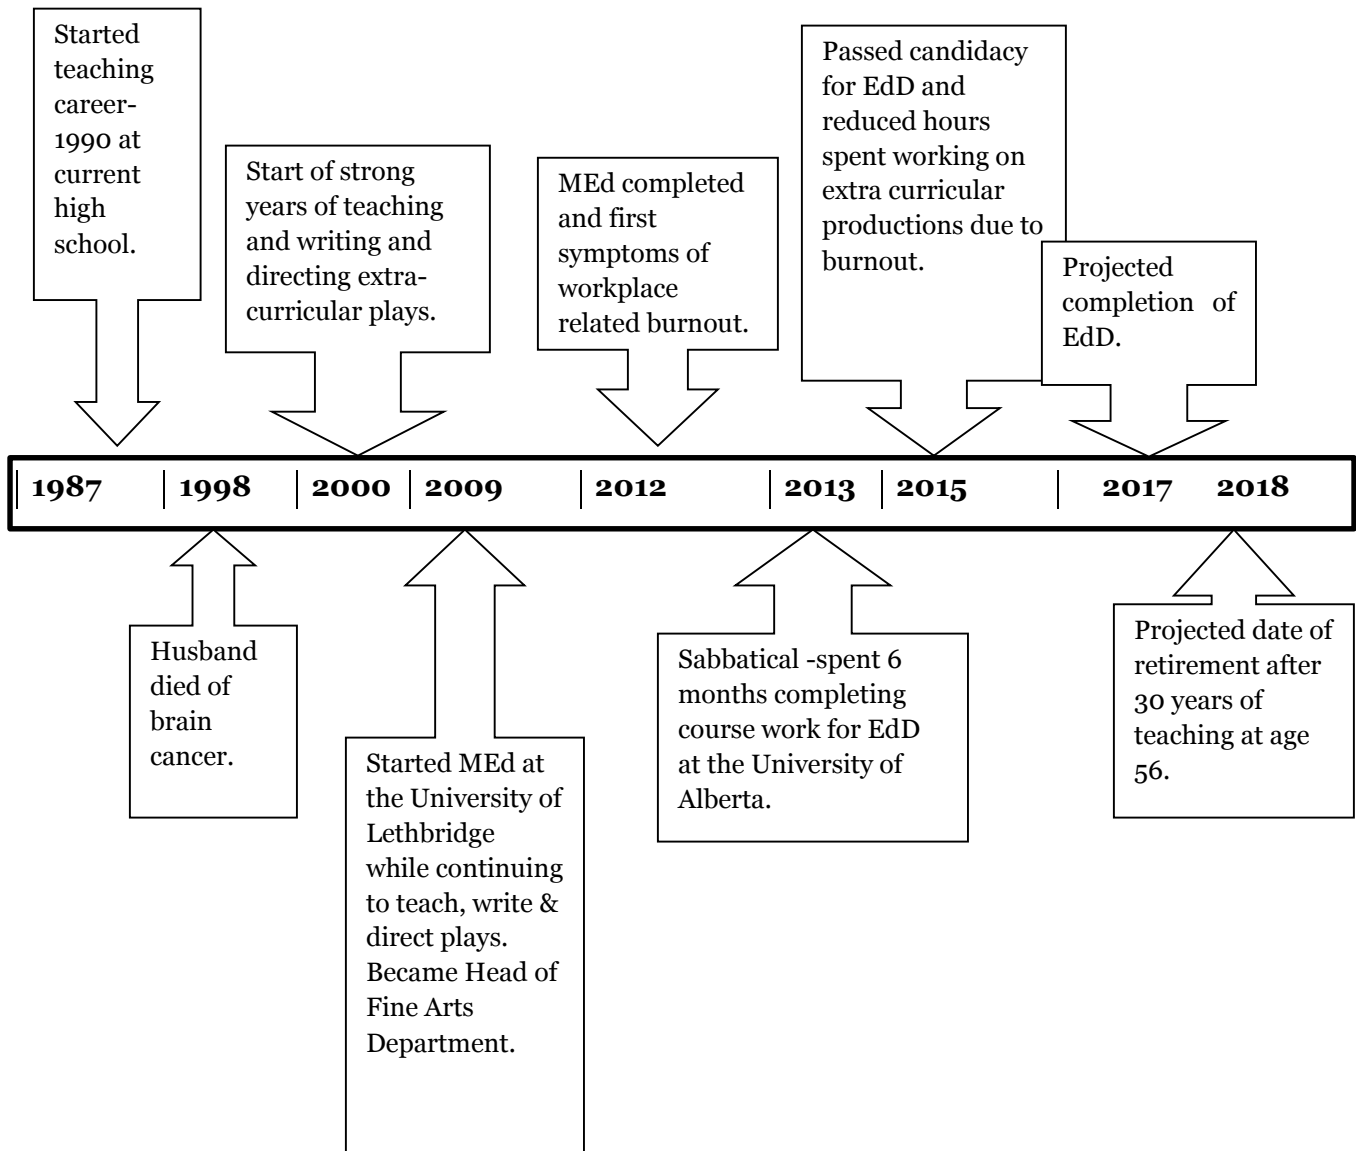 Started
teaching
career-
1990 at
current
high
school.
Start of strong
years of teaching
and writing and
directing extra-
curricular plays.
MEd completed
and first
symptoms of
workplace
related burnout.
Passed candidacy
for EdD and
reduced hours
spent working on
extra curricular
productions due to
burnout.
Projected
completion of
EdD.
1987 1998 2000 2009 2012 2013 2015 2017 2018
Husband
died of
brain
cancer.
Started MEd at
the University of
Lethbridge
while continuing
to teach, write &
direct plays.
Became Head of
Fine Arts
Department.
Sabbatical -spent 6
months completing
course work for EdD
at the University of
Alberta.
Projected date of
retirement after
30 years of
teaching at age
56.